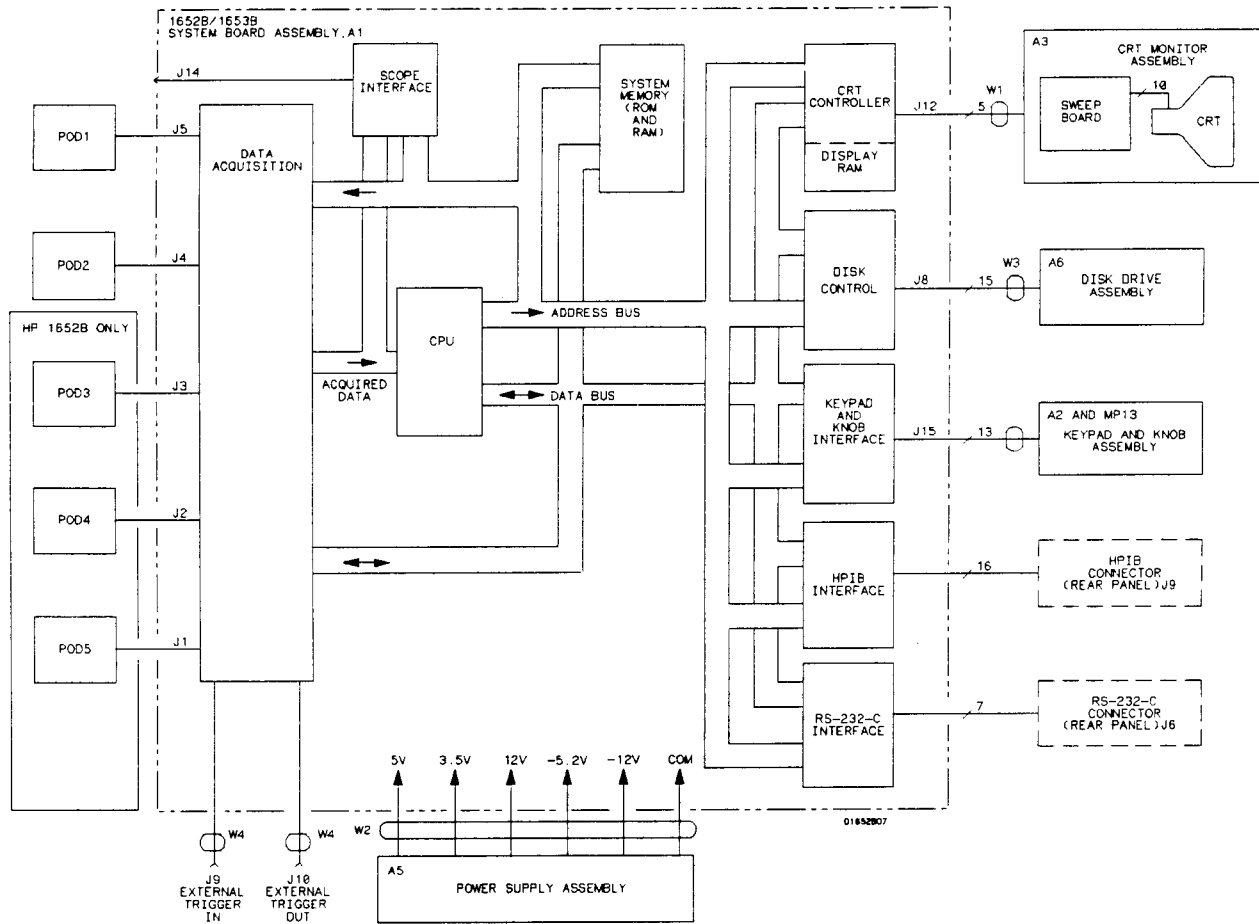 1652B/1653B
SYSTEM BOARD ASSEMBLY, A1
J14
SCOPE
INTERFACE
SYSTEM
MEMORY
(ROM
AND
RAM)
CRT
CONTROLLER
DISPLAY
RAM
J12
5
W1
A3
CRT MONITOR
ASSEMBLY
SWEEP
BOARD
10
CRT
POD1
J5
DATA
ACQUISITION
POD2
J4
DISK
CONTROL
J8
15
W3
A6
DISK DRIVE
ASSEMBLY
HP 1652B ONLY
CPU
ADDRESS BUS
POD3
J3
ACQUIRED
DATA
DATA BUS
KEYPAD
AND
KNOB
INTERFACE
J15
13
A2 AND MP13
KEYPAD AND KNOB
ASSEMBLY
POD4
J2
HPIB
INTERFACE
16
HPIB
CONNECTOR
(REAR PANEL)J9
POD5
J1
RS-232-C
INTERFACE
7
RS-232-C
CONNECTOR
(REAR PANEL)J6
5V
3.5V
12V
-5.2V
-12V
COM
01652B07
W4
W4
W2
J9
EXTERNAL
TRIGGER
IN
J10
EXTERNAL
TRIGGER
OUT
A5
POWER SUPPLY ASSEMBLY